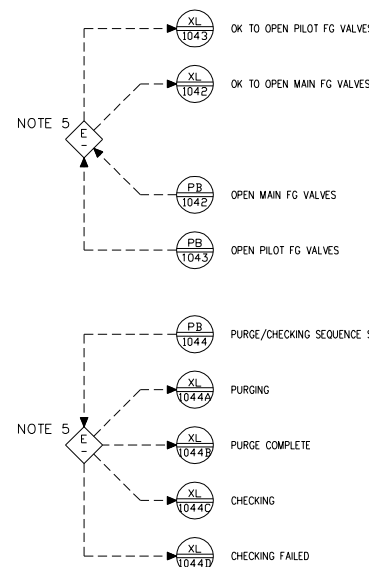 XL
1043
OK TO OPEN PILOT FG VALVES
XL
1042
OK TO OPEN MAIN FG VALVES
NOTE 5
E
-
PB
1042
OPEN MAIN FG VALVES
PB
1043
OPEN PILOT FG VALVES
PB
1044
PURGE/CHECKING SEQUENCE
XL
1044A
PURGING
NOTE 5
E
-
XL
1044B
PURGE COMPLETE
XL
1044C
CHECKING
XL
1044D
CHECKING FAILED